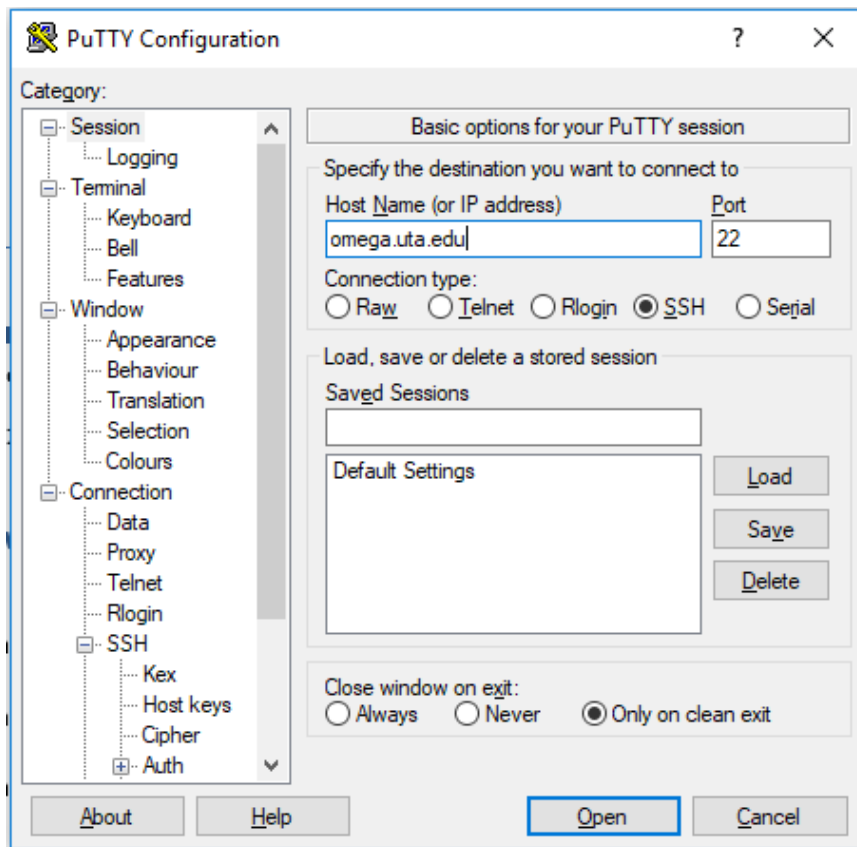 PuTTY Configuration
?
Category:
Session
Logging
Terminal
Keyboard
Bell
Features
Window
Appearance
Behaviour
Translation
Selection
Colours
Connection
Data
Proxy
Telnet
Rlogin
SSH
Kex
Host keys
Cipher
Auth
Basic options for your PuTTY session
Specify the destination you want to connect to
Host Name (or IP address) Port
omega.uta.edu 22
Connection type:
Raw Telnet Rlogin SSH Serial
Load, save or delete a stored session
Saved Sessions
Default Settings
Load
Save
Delete
Close window on exit:
Always Never Only on clean exit
About Help Open Cancel